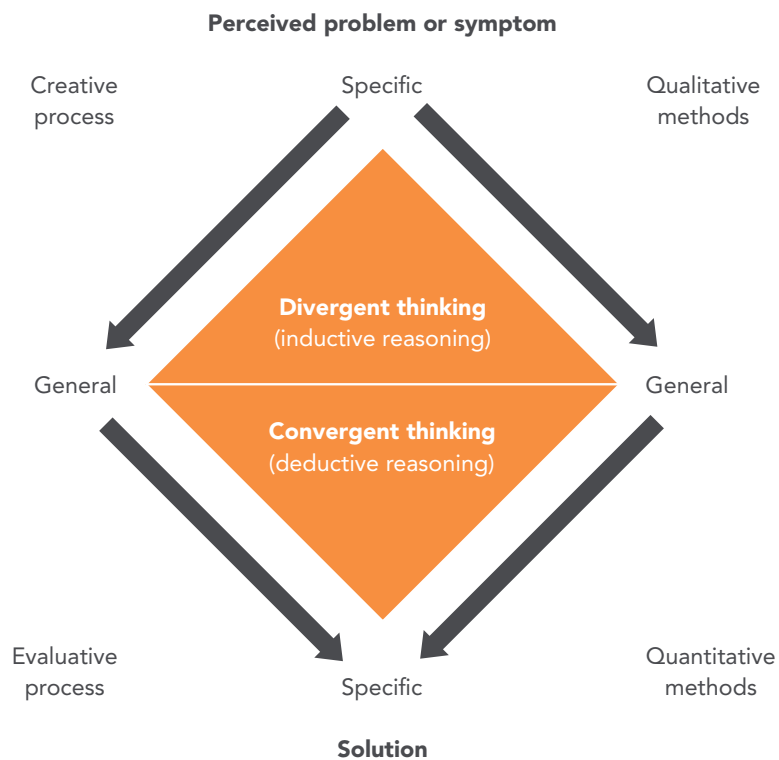 Perceived problem or symptom
Creative
process
Specific
Qualitative
methods
Divergent thinking
(inductive reasoning)
General
General
Convergent thinking
(deductive reasoning)
Evaluative
process
Specific
Quantitative
methods
Solution